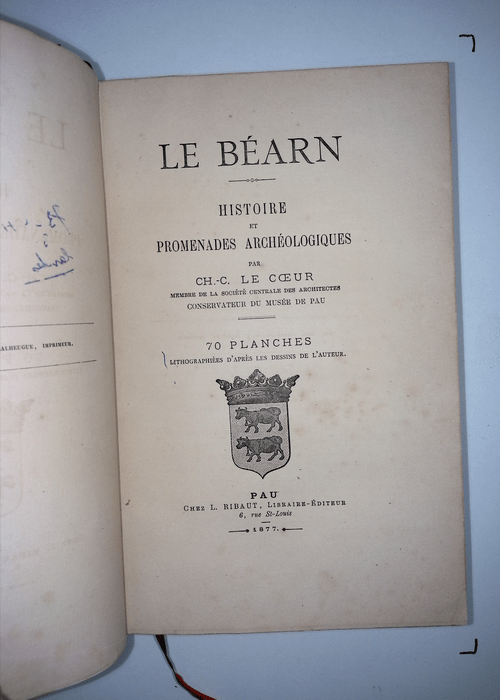 LE BÉARN
HISTOIRE
ET
PROMENADES ARCHÉOLOGIQUES
PAR
CH.-C. LE CŒUR
MEMBRE DE LA SOCIÉTÉ CENTRALE DES ARCHITECTES
CONSERVATEUR DU MUSÉE DE PAU
70 PLANCHES
LITHOGRAPHIÉES D'APRÈS LES DESSINS DE L'AUTEUR.
PAU
CHEZ L. RIBAUT, LIBRAIRE-ÉDITEUR
6, rue St-Louis
1877.
ALHEUGUE, IMPRIMEUR.